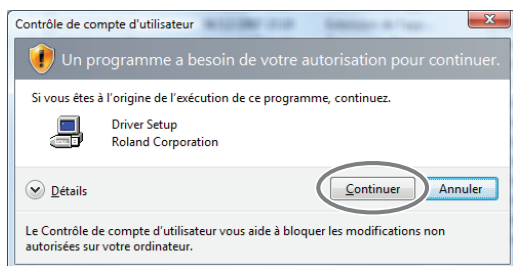 Contrôle de compte d'utilisateur
Un programme a besoin de votre autorisation pour continuer.
Si vous êtes à l'origine de l'exécution de ce programme, continuez.
Driver Setup
Roland Corporation
Détails
Continuer
Annuler
Le Contrôle de compte d'utilisateur vous aide à bloquer les modifications non
autorisées sur votre ordinateur.